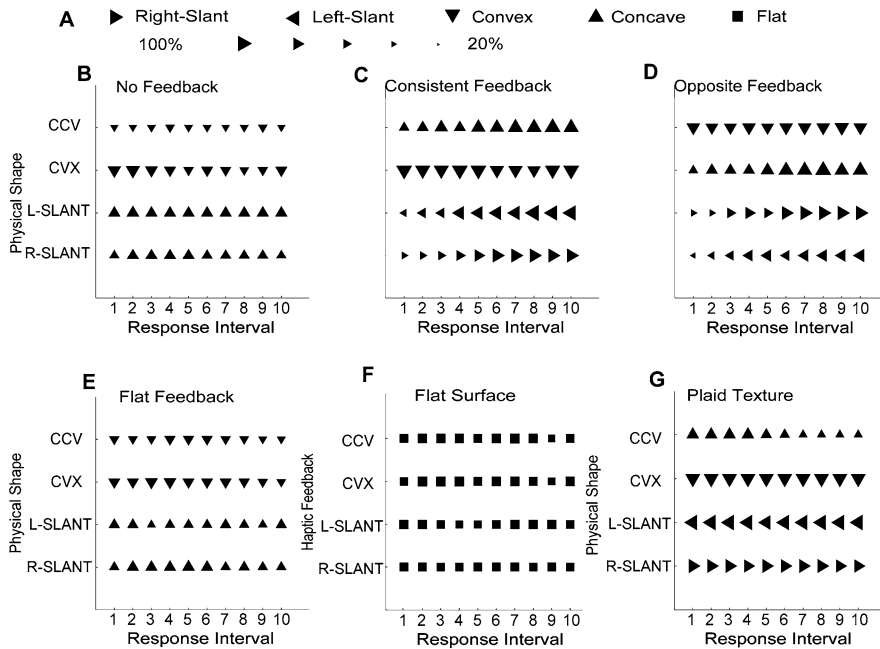 A Right-Slant Left-Slant Convex Concave Flat
100% 20%
B No Feedback
CCV
CVX
L-SLANT
R-SLANT
Physical Shape
1 2 3 4 5 6 7 8 9 10
Response Interval
C Consistent Feedback
1 2 3 4 5 6 7 8 9 10
Response Interval
D Opposite Feedback
1 2 3 4 5 6 7 8 9 10
Response Interval
E Flat Feedback
CCV
CVX
L-SLANT
R-SLANT
Physical Shape
1 2 3 4 5 6 7 8 9 10
Response Interval
F Flat Surface
CCV
CVX
L-SLANT
R-SLANT
Haptic Feedback
1 2 3 4 5 6 7 8 9 10
Response Interval
G Plaid Texture
CCV
CVX
L-SLANT
R-SLANT
Physical Shape
1 2 3 4 5 6 7 8 9 10
Response Interval